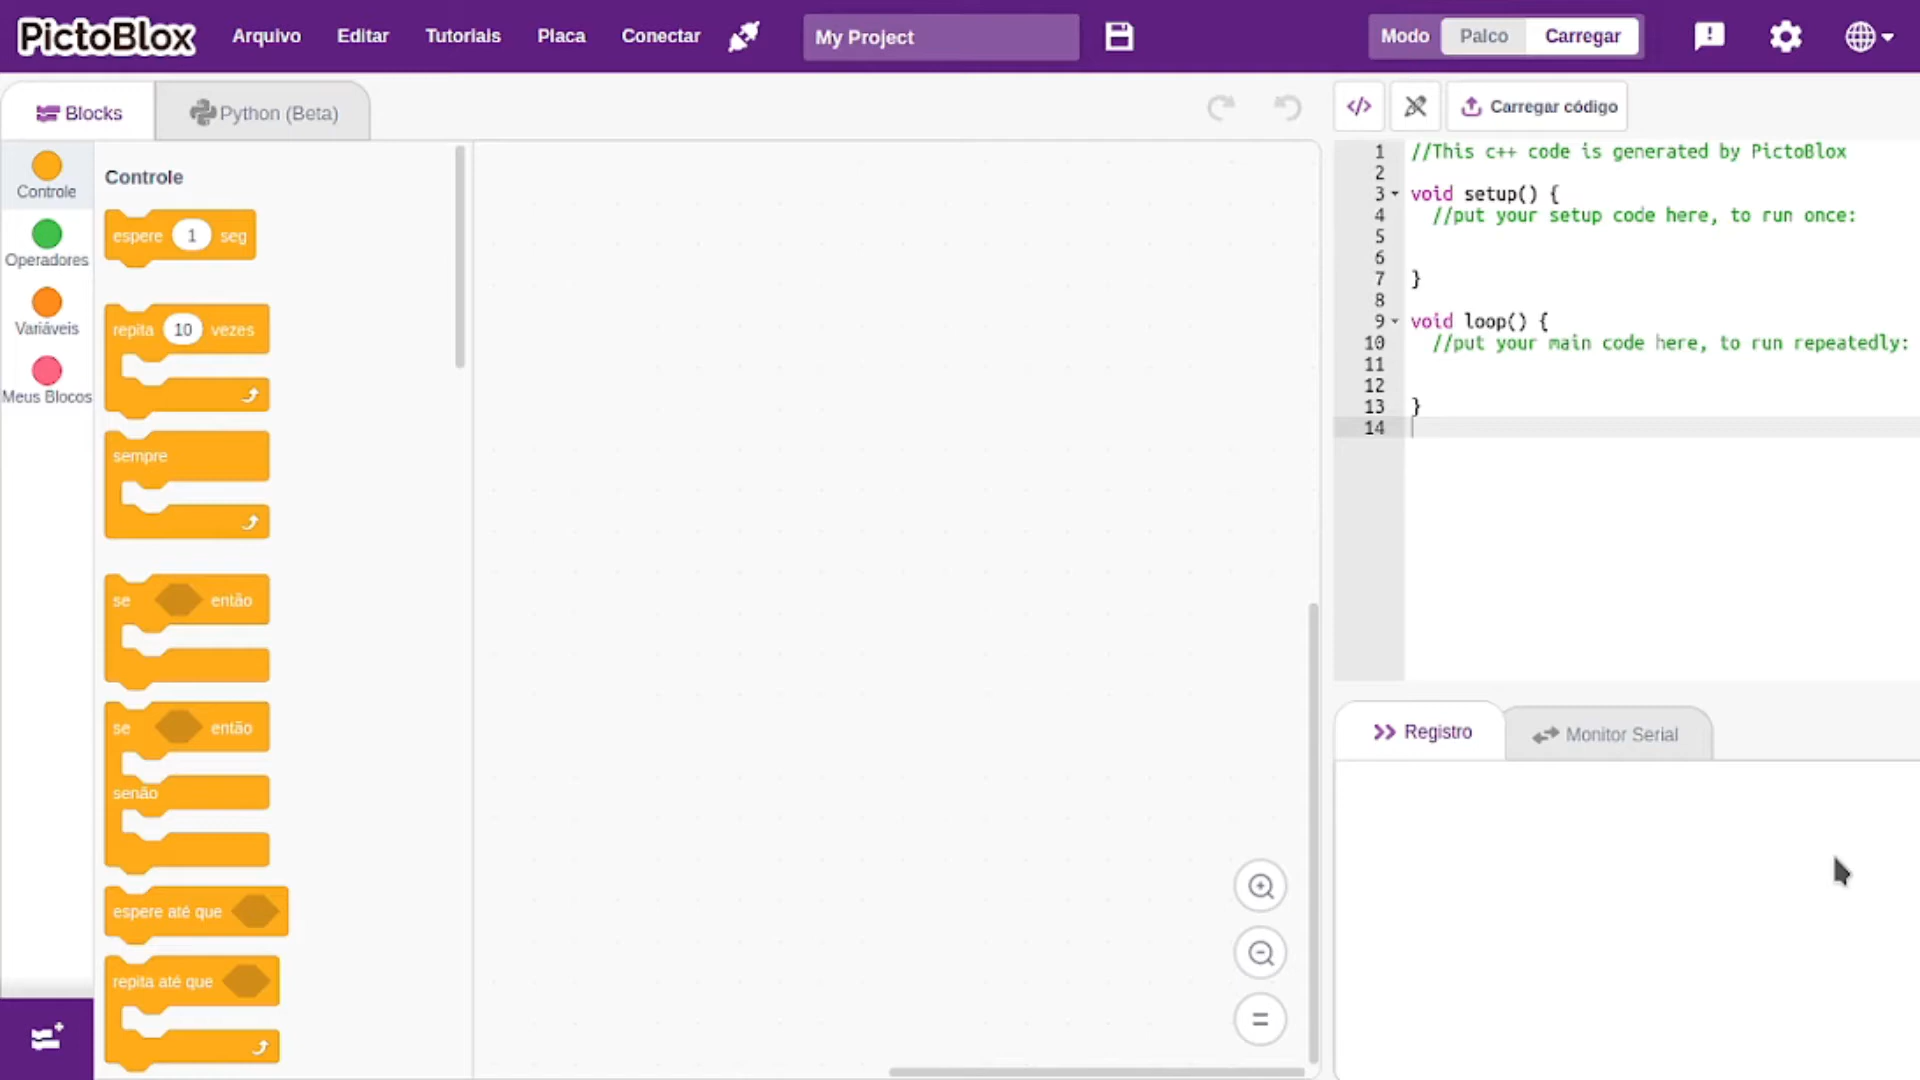 PictoBlox Arquivo Editar Tutoriais Placa Conectar My Project Modo Palco Carregar
Blocks Python (Beta)
Controle
Operadores
Variáveis
Meus Blocos
Controle
espere 1 seg
repita 10 vezes
sempre
se então
se então
senão
espere até que
repita até que
</> Carregar código
1 //This c++ code is generated by PictoBlox
2
3 void setup() {
4 //put your setup code here, to run once:
5
6
7 }
8
9 void loop() {
10 //put your main code here, to run repeatedly:
11
12
13 }
14
Registro Monitor Serial